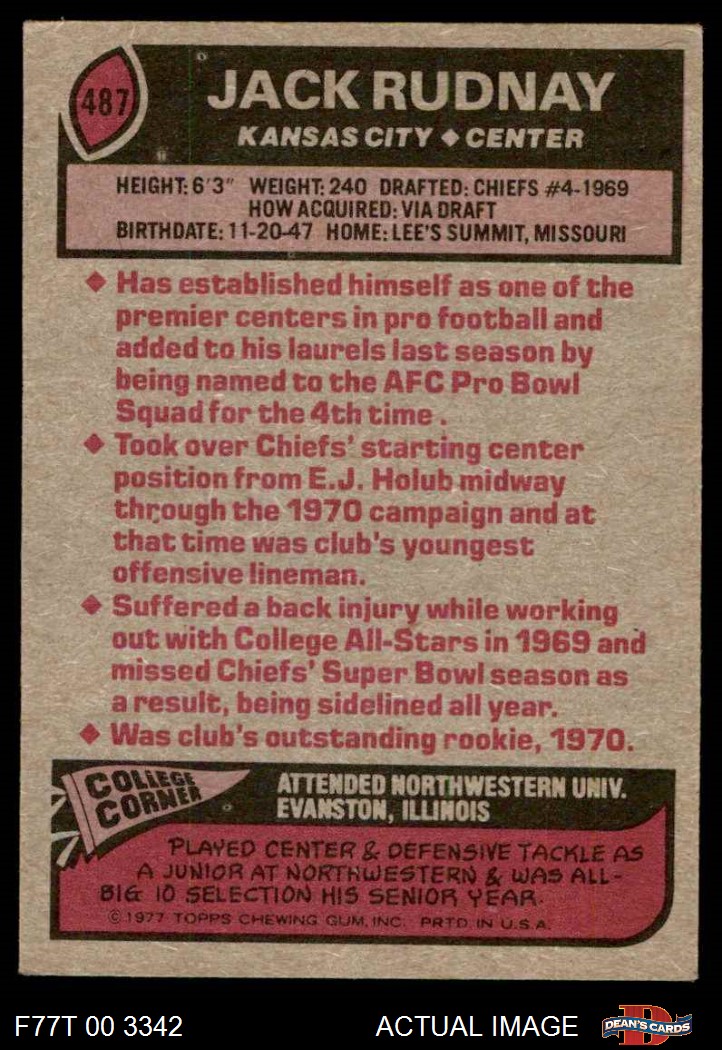 487
JACK RUDNAY
KANSAS CITY ◆ CENTER
HEIGHT: 6'3" WEIGHT: 240 DRAFTED: CHIEFS #4-1969
HOW ACQUIRED: VIA DRAFT
BIRTHDATE: 11-20-47 HOME: LEE'S SUMMIT, MISSOURI
◆ Has established himself as one of the
premier centers in pro football and
added to his laurels last season by
being named to the AFC Pro Bowl
Squad for the 4th time.
◆ Took over Chiefs' starting center
position from E.J. Holub midway
through the 1970 campaign and at
that time was club's youngest
offensive lineman.
◆ Suffered a back injury while working
out with College All-Stars in 1969 and
missed Chiefs' Super Bowl season as
a result, being sidelined all year.
◆ Was club's outstanding rookie, 1970.
COLLEGE
CORNER
ATTENDED NORTHWESTERN UNIV.
EVANSTON, ILLINOIS
PLAYED CENTER & DEFENSIVE TACKLE AS
A JUNIOR AT NORTHWESTERN & WAS ALL-
BIG 10 SELECTION HIS SENIOR YEAR.
© 1977 TOPPS CHEWING GUM, INC. PRTD. IN U.S.A.
F77T 00 3342
ACTUAL IMAGE
D
DEAN'S CARDS